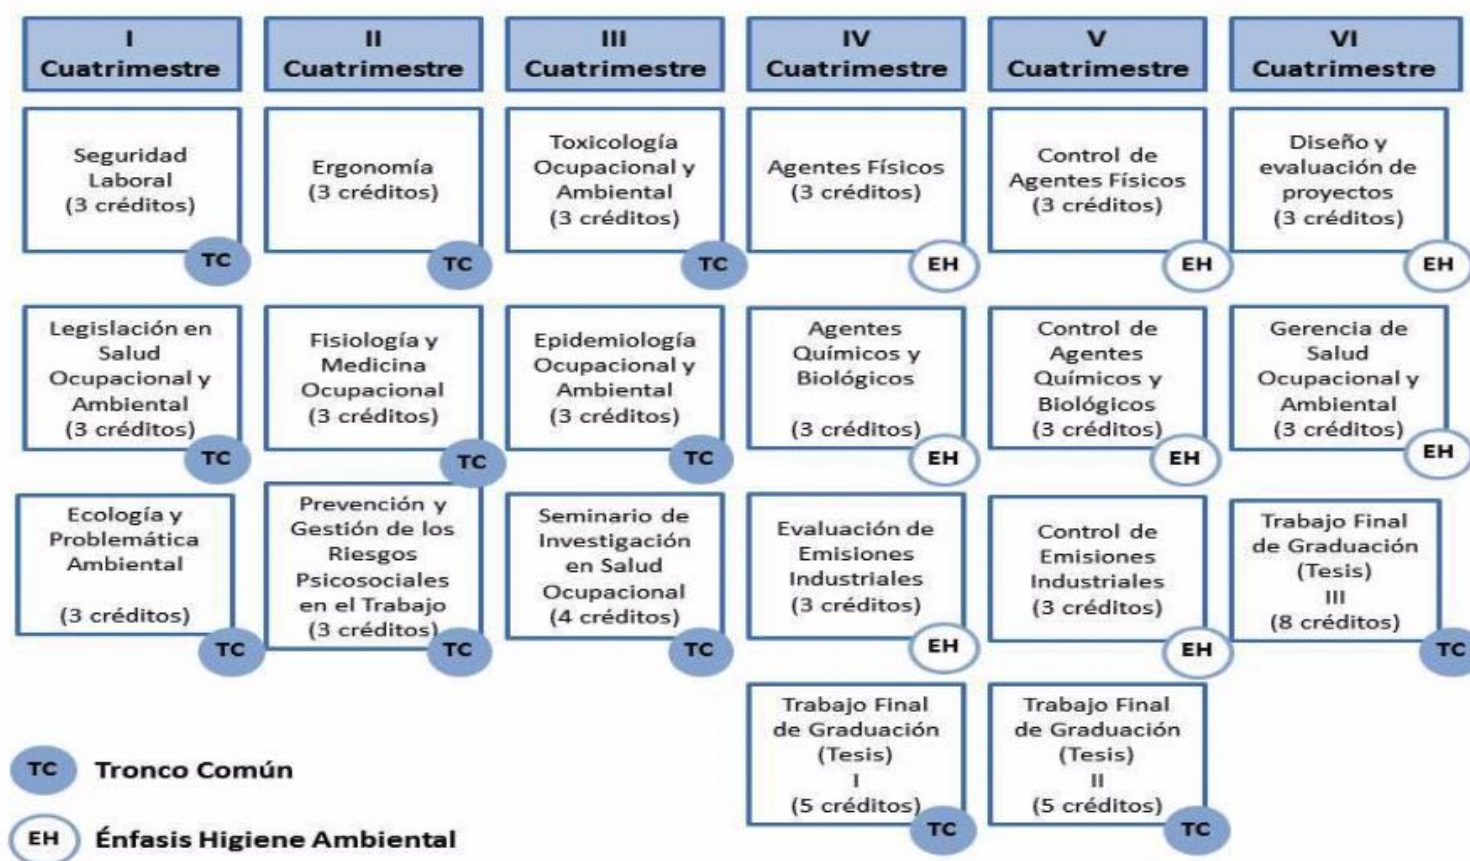 I
Cuatrimestre
II
Cuatrimestre
III
Cuatrimestre
IV
Cuatrimestre
V
Cuatrimestre
VI
Cuatrimestre
Seguridad
Laboral
(3 créditos)
TC
Ergonomía
(3 créditos)
TC
Toxicología
Ocupacional y
Ambiental
(3 créditos)
TC
Agentes Físicos
(3 créditos)
EH
Control de
Agentes Físicos
(3 créditos)
EH
Diseño y
evaluación de
proyectos
(3 créditos)
EH
Legislación en
Salud
Ocupacional y
Ambiental
(3 créditos)
TC
Fisiología y
Medicina
Ocupacional
(3 créditos)
TC
Epidemiología
Ocupacional y
Ambiental
(3 créditos)
TC
Agentes
Químicos y
Biológicos
(3 créditos)
EH
Control de
Agentes
Químicos y
Biológicos
(3 créditos)
EH
Gerencia de
Salud
Ocupacional y
Ambiental
(3 créditos)
EH
Ecología y
Problemática
Ambiental
(3 créditos)
TC
Prevención y
Gestión de los
Riesgos
Psicosociales
en el Trabajo
(3 créditos)
TC
Seminario de
Investigación
en Salud
Ocupacional
(4 créditos)
TC
Evaluación de
Emisiones
Industriales
(3 créditos)
EH
Control de
Emisiones
Industriales
(3 créditos)
EH
Trabajo Final
de Graduación
(Tesis)
III
(8 créditos)
TC
Trabajo Final
de Graduación
(Tesis)
I
(5 créditos)
TC
Trabajo Final
de Graduación
(Tesis)
II
(5 créditos)
TC
TC Tronco Común
EH Énfasis Higiene Ambiental